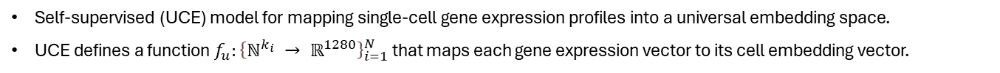 • Self-supervised (UCE) model for mapping single-cell gene expression profiles into a universal embedding space.
• UCE defines a function $f_u: \{\mathbb{N}^{k_i} \rightarrow \mathbb{R}^{1280}\}_{i=1}^{N}$ that maps each gene expression vector to its cell embedding vector.